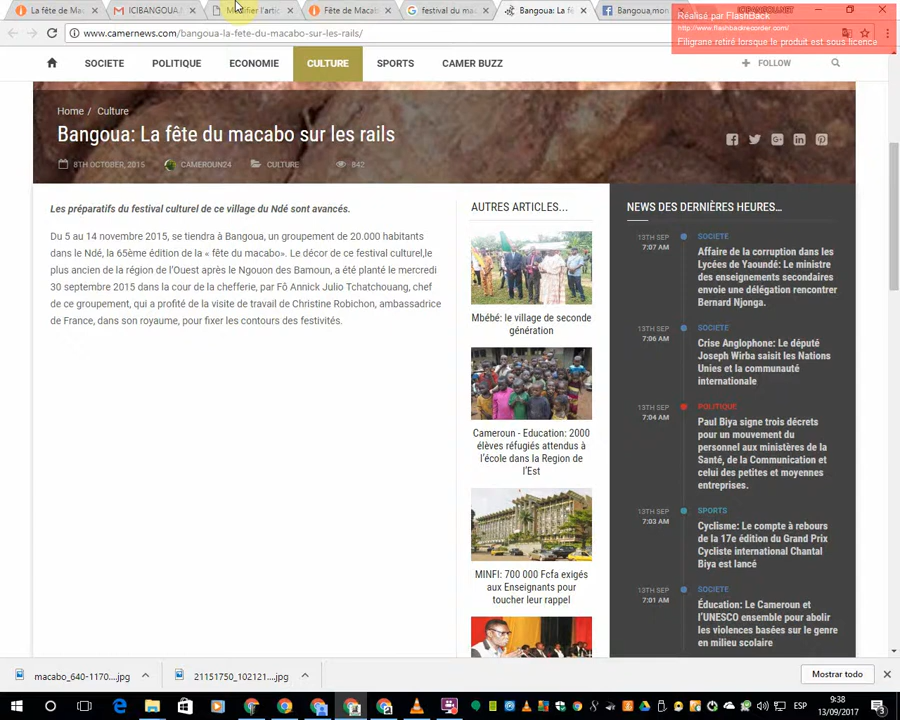 La fête de Ma
ICIBANGOUA.
Modifier l'artic
Fête de Macab
festival du ma
Bangoua: La fê
Bangoua,mon
Réalisé par FlashBack
http://www.flashbackrecorder.com/
Filigrane retiré lorsque le produit est sous licence
www.camernews.com/bangoua-la-fete-du-macabo-sur-les-rails/
SOCIETE POLITIQUE ECONOMIE CULTURE SPORTS CAMER BUZZ + FOLLOW
Home / Culture
Bangoua: La fête du macabo sur les rails
8TH OCTOBER, 2015 CAMEROUN24 CULTURE 842
Les préparatifs du festival culturel de ce village du Ndé sont avancés.
Du 5 au 14 novembre 2015, se tiendra à Bangoua, un groupement de 20.000 habitants
dans le Ndé, la 65ème édition de la « fête du macabo». Le décor de ce festival culturel,le
plus ancien de la région de l'Ouest après le Ngouon des Bamoun, a été planté le mercredi
30 septembre 2015 dans la cour de la chefferie, par Fô Annick Julio Tchatchouang, chef
de ce groupement, qui a profité de la visite de travail de Christine Robichon, ambassadrice
de France, dans son royaume, pour fixer les contours des festivités.
AUTRES ARTICLES...
Mbébé: le village de seconde
génération
Cameroun - Education: 2000
élèves réfugiés attendus à
l'école dans la Region de
l'Est
MINFI: 700 000 Fcfa exigés
aux Enseignants pour
toucher leur rappel
NEWS DES DERNIÈRES HEURES…
13TH SEP
7:07 AM
SOCIETE
Affaire de la corruption dans les
Lycées de Yaoundé: Le ministre
des enseignements secondaires
envoie une délégation rencontrer
Bernard Njonga.
13TH SEP
7:06 AM
SOCIETE
Crise Anglophone: Le député
Joseph Wirba saisit les Nations
Unies et la communauté
internationale
13TH SEP
7:04 AM
POLITIQUE
Paul Biya signe trois décrets
pour un mouvement du
personnel aux ministères de la
Santé, de la Communication et
celui des petites et moyennes
entreprises.
13TH SEP
7:03 AM
SPORTS
Cyclisme: Le compte à rebours
de la 17e édition du Grand Prix
Cycliste international Chantal
Biya est lancé
13TH SEP
7:01 AM
SOCIETE
Éducation: Le Cameroun et
l'UNESCO ensemble pour abolir
les violences basées sur le genre
en milieu scolaire
macabo_640-1170....jpg
21151750_102121....jpg
Mostrar todo
ESP
9:38
13/09/2017
3